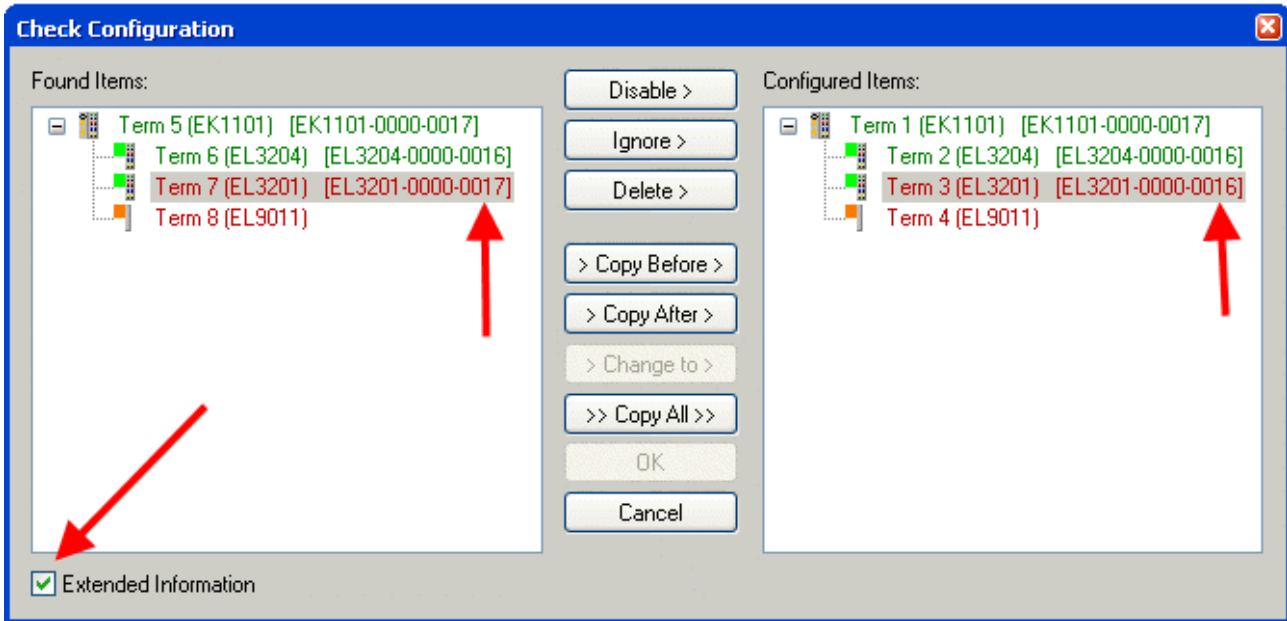 Check Configuration
Found Items:
Term 5 (EK1101) [EK1101-0000-0017]
Term 6 (EL3204) [EL3204-0000-0016]
Term 7 (EL3201) [EL3201-0000-0017]
Term 8 (EL9011)
Disable >
Ignore >
Delete >
> Copy Before >
> Copy After >
> Change to >
>> Copy All >>
OK
Cancel
Configured Items:
Term 1 (EK1101) [EK1101-0000-0017]
Term 2 (EL3204) [EL3204-0000-0016]
Term 3 (EL3201) [EL3201-0000-0016]
Term 4 (EL9011)
Extended Information